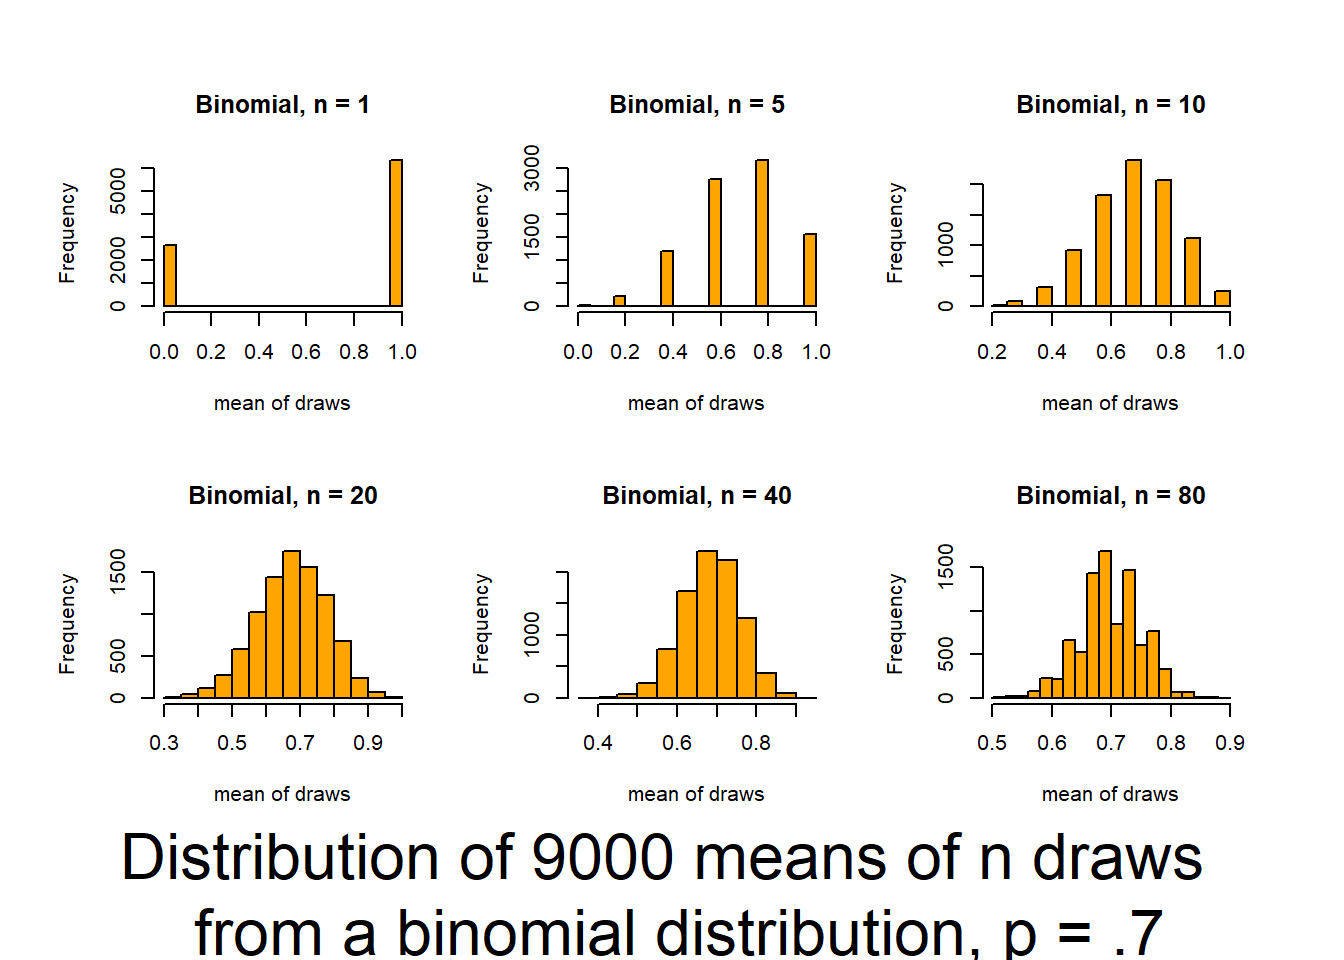 Binomial, n = 1
Frequency
0 2000 5000
0.0 0.2 0.4 0.6 0.8 1.0
mean of draws
Binomial, n = 5
Frequency
0 1500 3000
0.0 0.2 0.4 0.6 0.8 1.0
mean of draws
Binomial, n = 10
Frequency
0 1000
0.2 0.4 0.6 0.8 1.0
mean of draws
Binomial, n = 20
Frequency
0 500 1500
0.3 0.5 0.7 0.9
mean of draws
Binomial, n = 40
Frequency
0 1000
0.4 0.6 0.8
mean of draws
Binomial, n = 80
Frequency
0 500 1500
0.5 0.6 0.7 0.8 0.9
mean of draws
Distribution of 9000 means of n draws
from a binomial distribution, p = .7